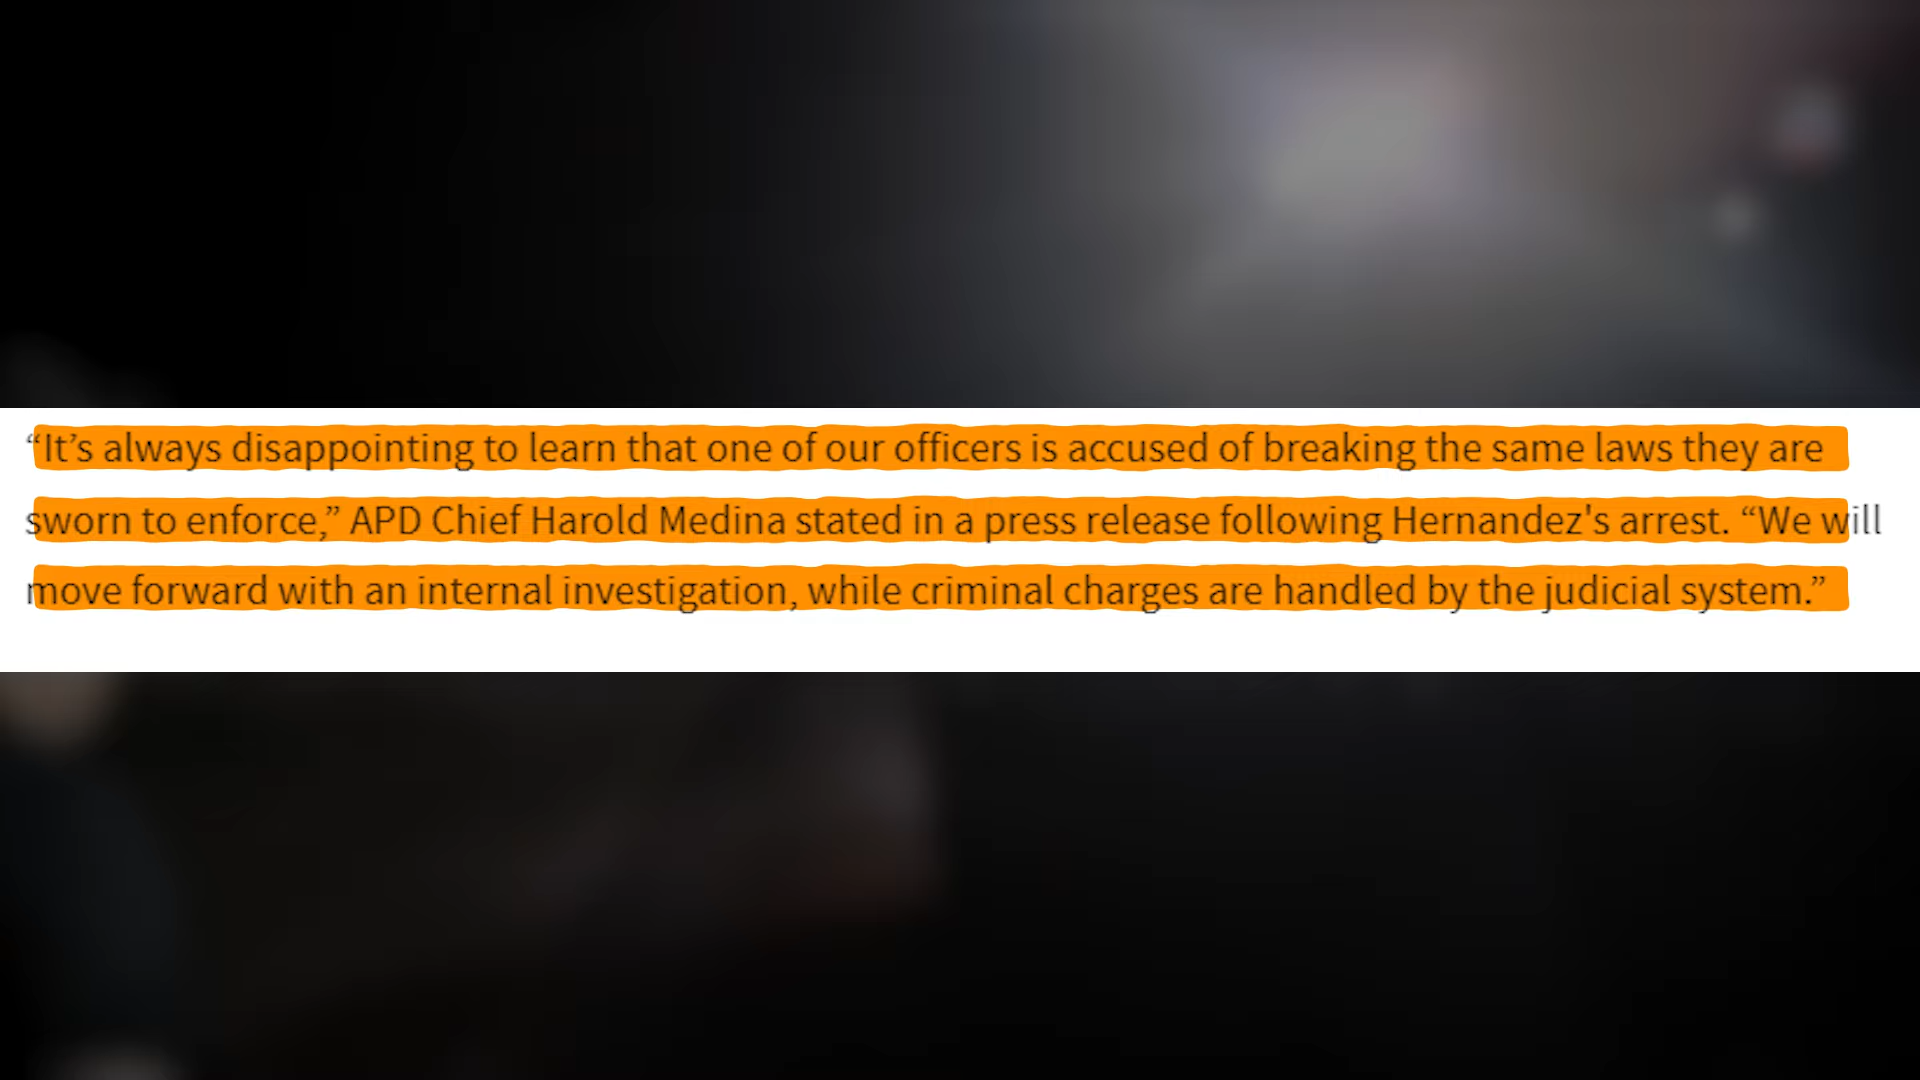 “It’s always disappointing to learn that one of our officers is accused of breaking the same laws they are
sworn to enforce,” APD Chief Harold Medina stated in a press release following Hernandez's arrest. “We will
move forward with an internal investigation, while criminal charges are handled by the judicial system.”